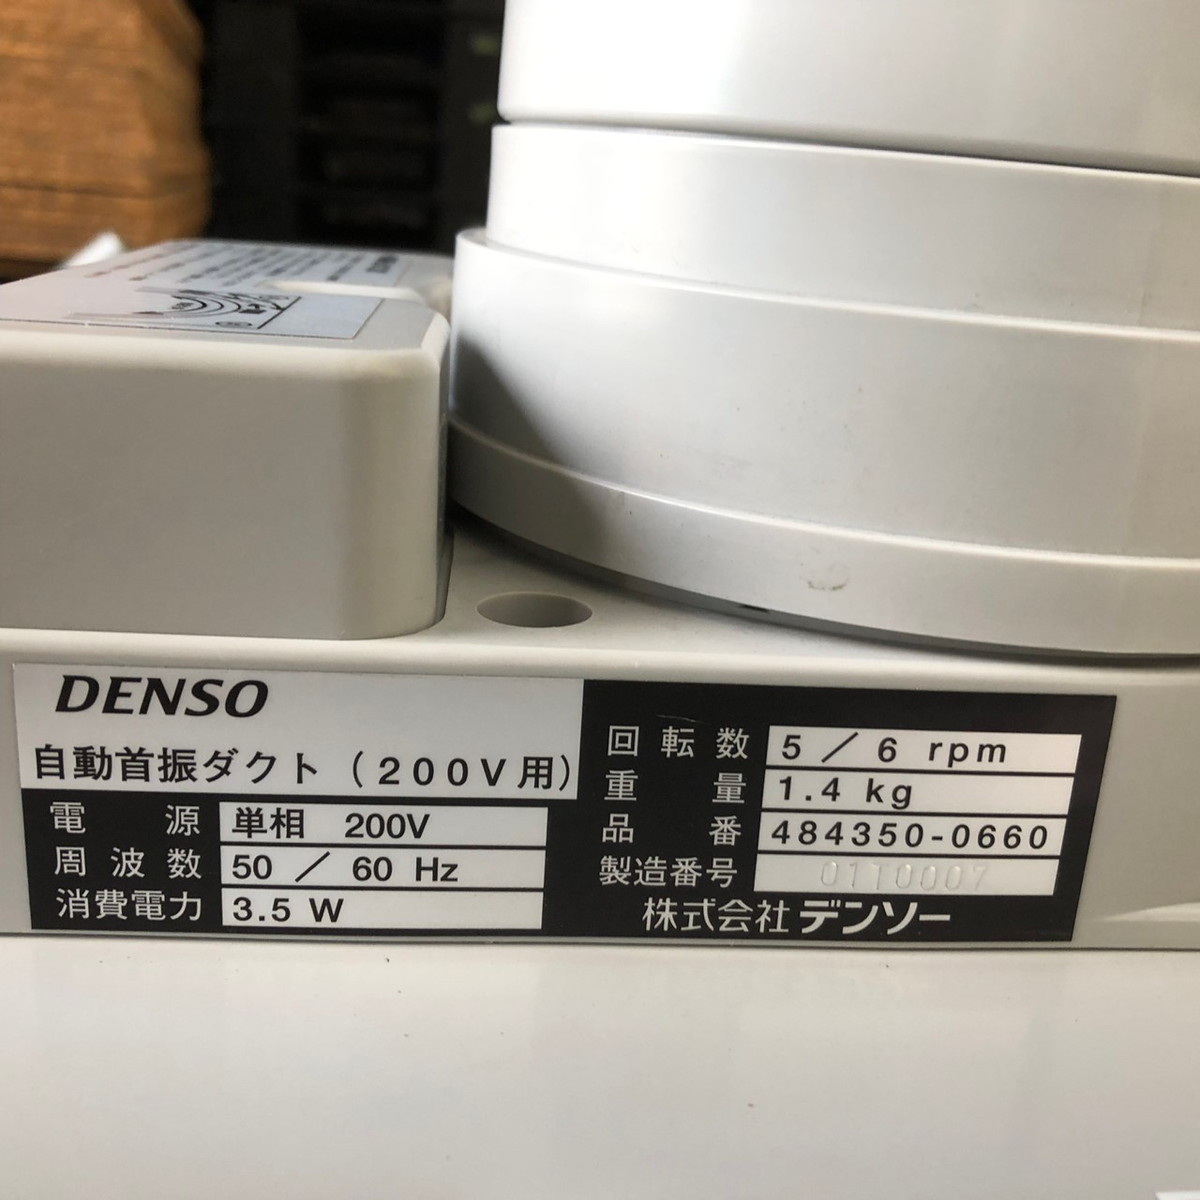 DENSO
自動首振ダクト（200V用）
電源 単相 200V
周波数 50 ／ 60 Hz
消費電力 3.5 W
回転数 5 ／ 6 rpm
重量 1.4 kg
品番 484350-0660
製造番号 0110007
株式会社 デンソー